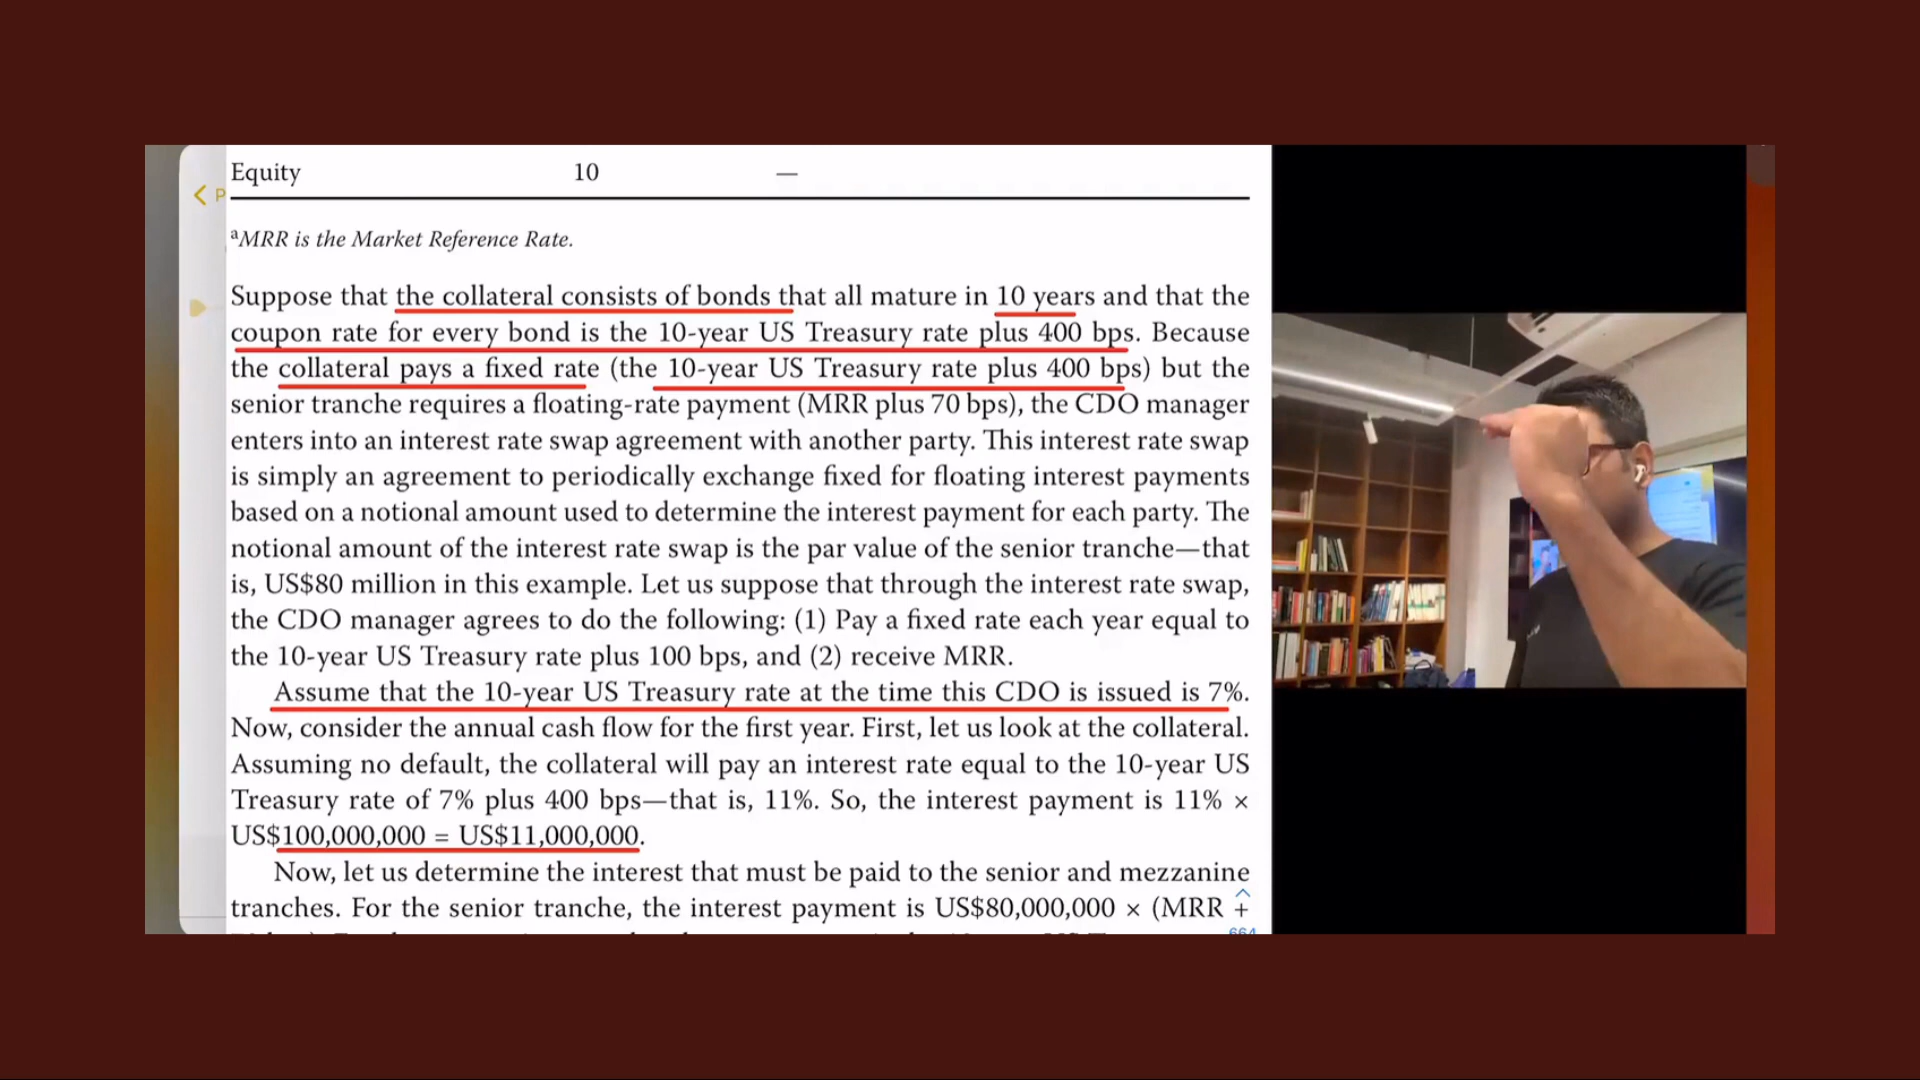 Equity 10 —
P
aMRR is the Market Reference Rate.
Suppose that the collateral consists of bonds that all mature in 10 years and that the
coupon rate for every bond is the 10-year US Treasury rate plus 400 bps. Because
the collateral pays a fixed rate (the 10-year US Treasury rate plus 400 bps) but the
senior tranche requires a floating-rate payment (MRR plus 70 bps), the CDO manager
enters into an interest rate swap agreement with another party. This interest rate swap
is simply an agreement to periodically exchange fixed for floating interest payments
based on a notional amount used to determine the interest payment for each party. The
notional amount of the interest rate swap is the par value of the senior tranche—that
is, US$80 million in this example. Let us suppose that through the interest rate swap,
the CDO manager agrees to do the following: (1) Pay a fixed rate each year equal to
the 10-year US Treasury rate plus 100 bps, and (2) receive MRR.
Assume that the 10-year US Treasury rate at the time this CDO is issued is 7%.
Now, consider the annual cash flow for the first year. First, let us look at the collateral.
Assuming no default, the collateral will pay an interest rate equal to the 10-year US
Treasury rate of 7% plus 400 bps—that is, 11%. So, the interest payment is 11% ×
US$100,000,000 = US$11,000,000.
Now, let us determine the interest that must be paid to the senior and mezzanine
tranches. For the senior tranche, the interest payment is US$80,000,000 × (MRR +
664